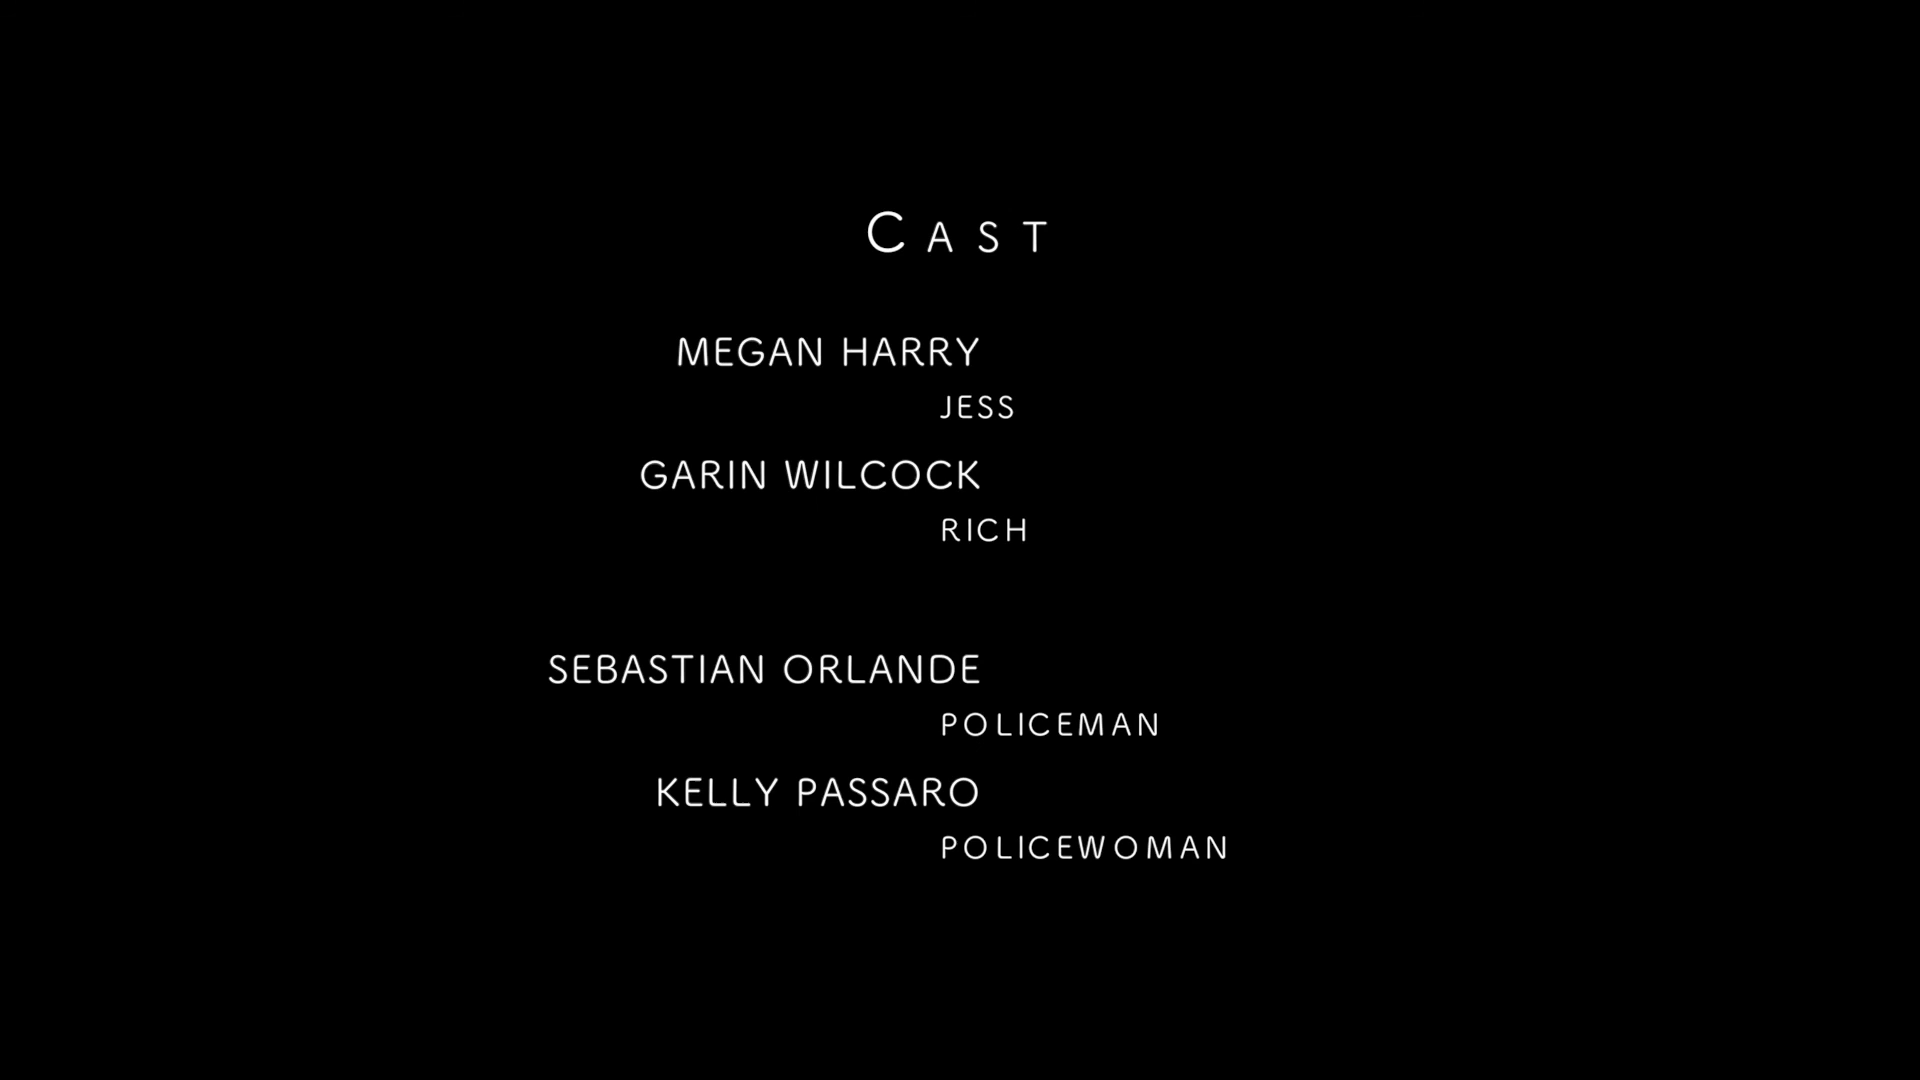 Cast
MEGAN HARRY
JESS
GARIN WILCOCK
RICH
SEBASTIAN ORLANDE
POLICEMAN
KELLY PASSARO
POLICEWOMAN